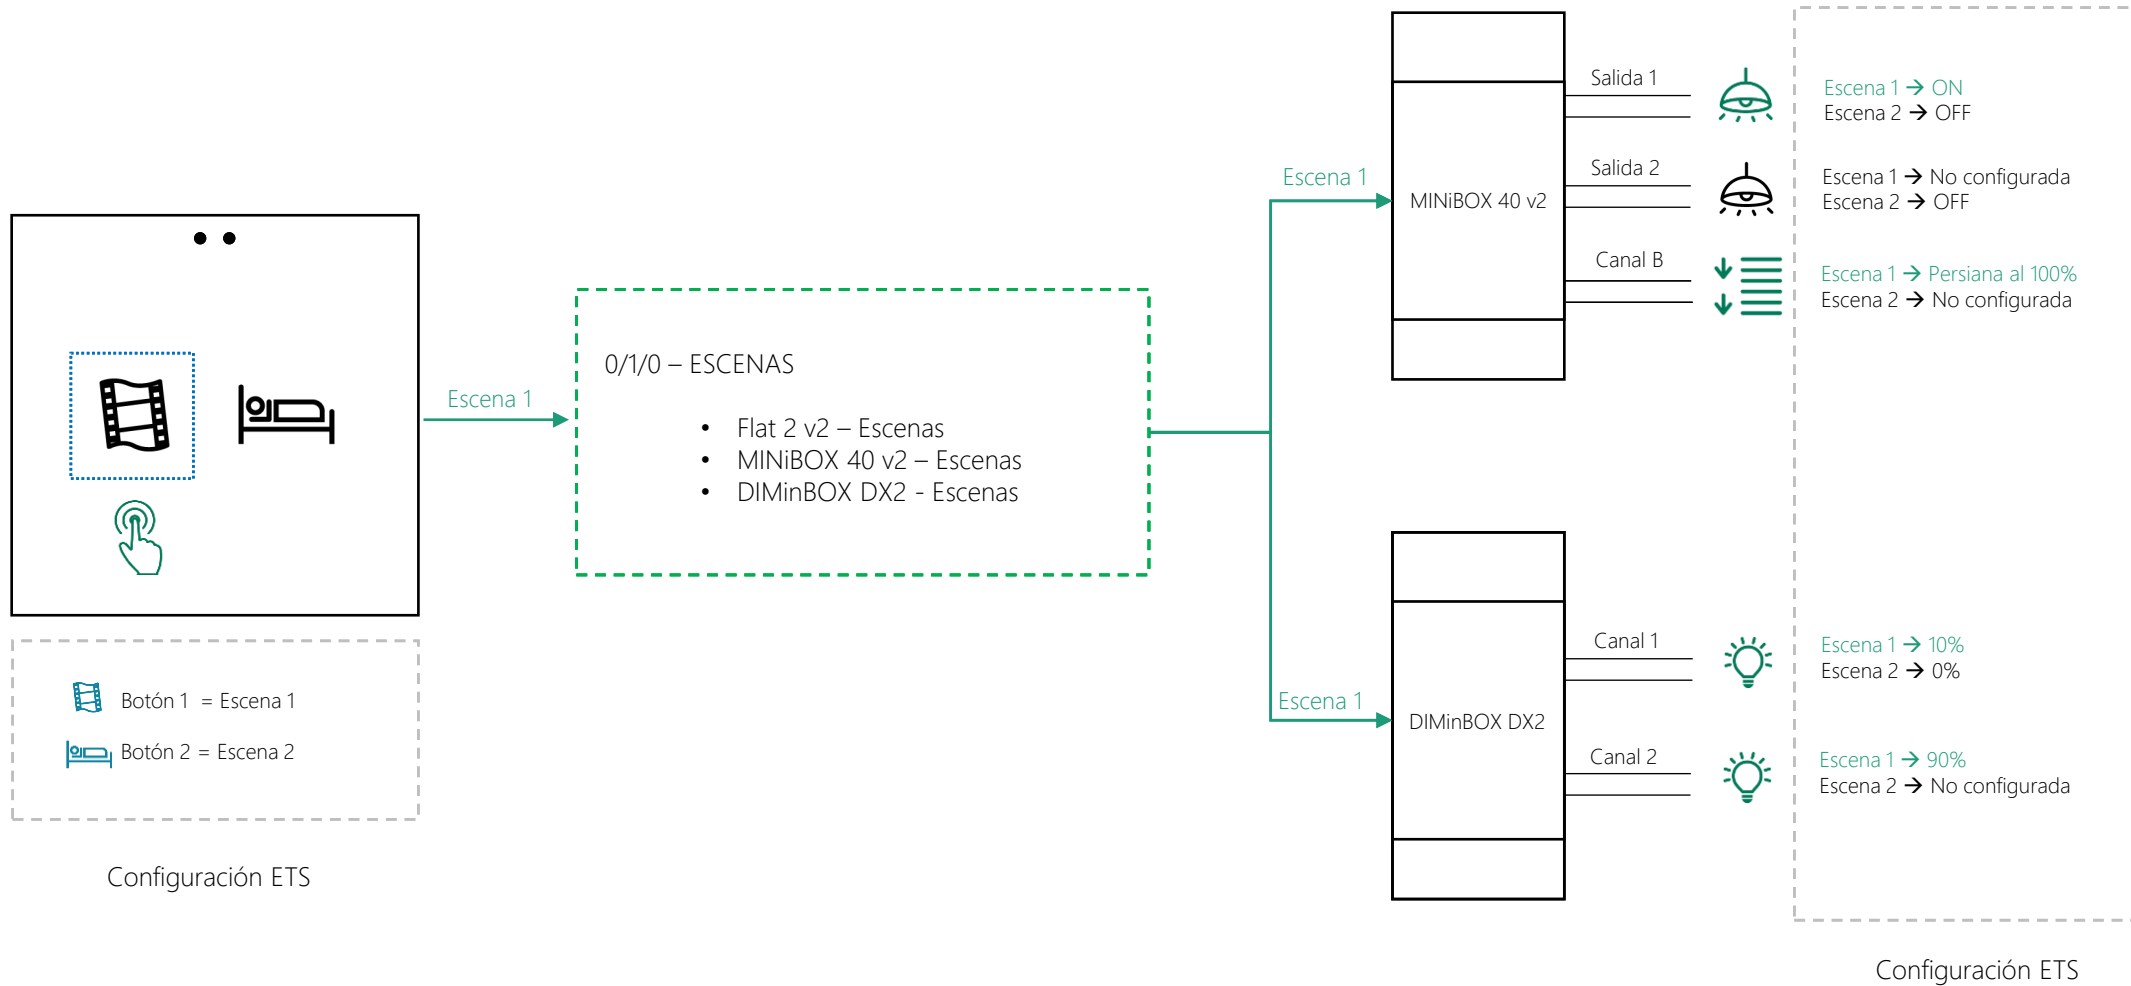 Escena 1
0/1/0 – ESCENAS
• Flat 2 v2 – Escenas
• MINiBOX 40 v2 – Escenas
• DIMinBOX DX2 - Escenas
Botón 1 = Escena 1
Botón 2 = Escena 2
Configuración ETS
Escena 1
MINiBOX 40 v2
Salida 1
Escena 1 → ON
Escena 2 → OFF
Salida 2
Escena 1 → No configurada
Escena 2 → OFF
Canal B
Escena 1 → Persiana al 100%
Escena 2 → No configurada
Escena 1
DIMinBOX DX2
Canal 1
Escena 1 → 10%
Escena 2 → 0%
Canal 2
Escena 1 → 90%
Escena 2 → No configurada
Configuración ETS